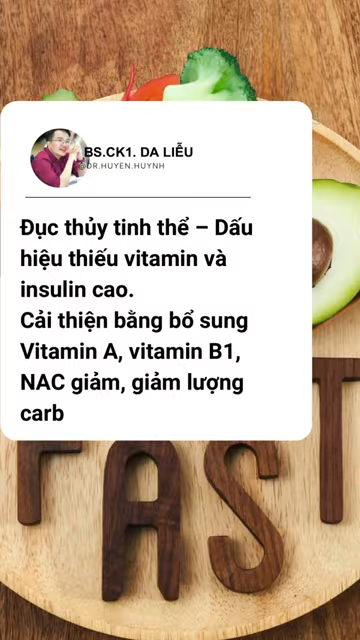 BS.CK1. DA LIỄU
@DR.HUYEN.HUYNH
Đục thủy tinh thể – Dấu
hiệu thiếu vitamin và
insulin cao.
Cải thiện bằng bổ sung
Vitamin A, vitamin B1,
NAC giảm, giảm lượng
carb
FAST